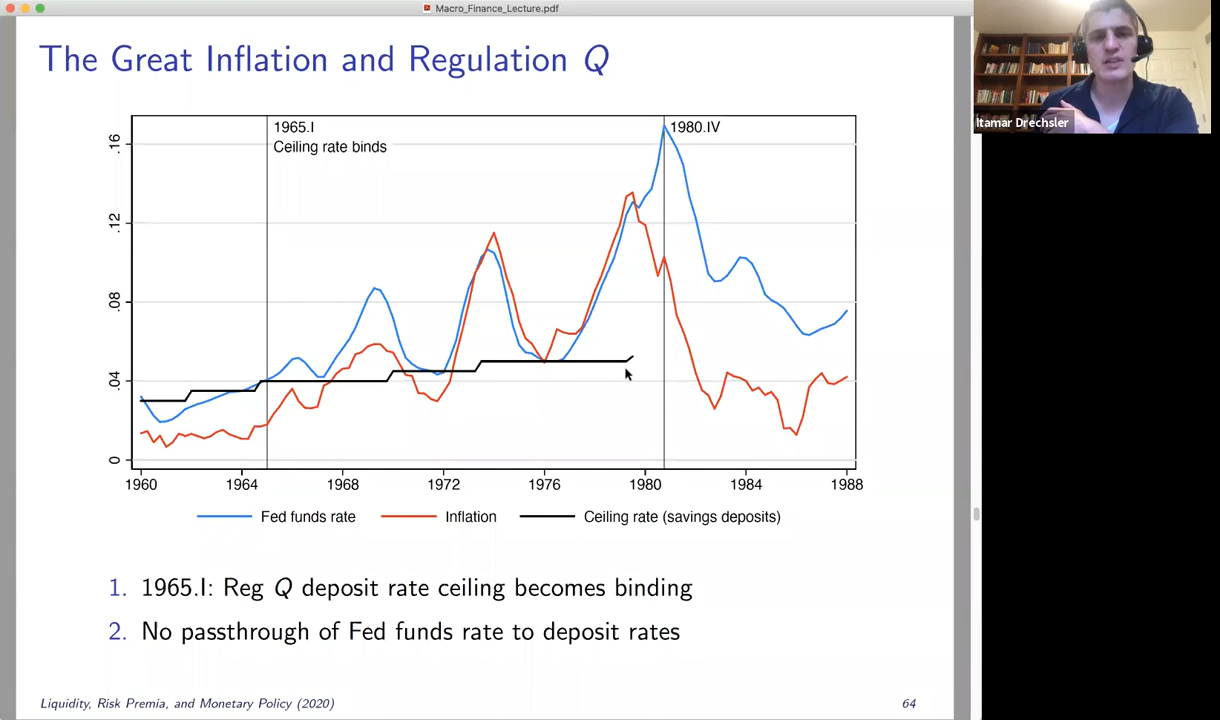 Macro_Finance_Lecture.pdf
The Great Inflation and Regulation Q
1965.I
Ceiling rate binds
1980.IV
.16
.12
.08
.04
0
1960 1964 1968 1972 1976 1980 1984 1988
Fed funds rate Inflation Ceiling rate (savings deposits)
1. 1965.I: Reg Q deposit rate ceiling becomes binding
2. No passthrough of Fed funds rate to deposit rates
Liquidity, Risk Premia, and Monetary Policy (2020) 64
Itamar Drechsler